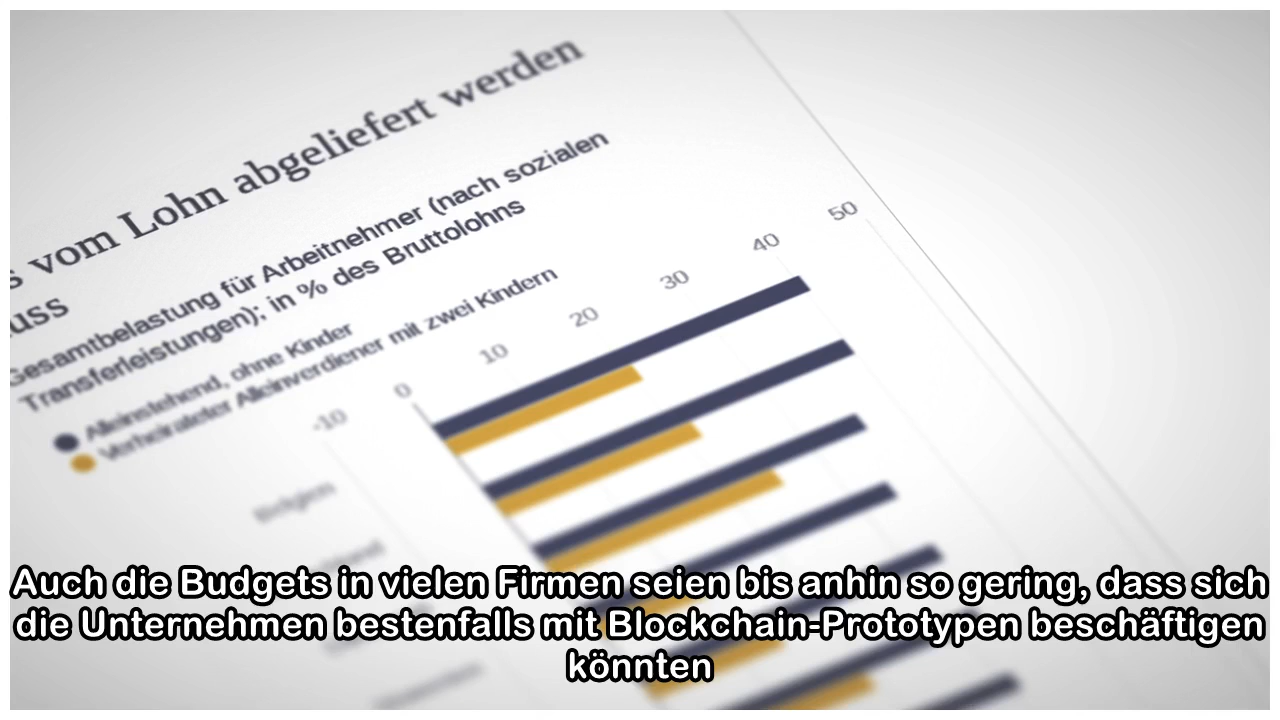 s vom Lohn abgeliefert werden
uss
Gesamtbelastung für Arbeitnehmer (nach sozialen
Transferleistungen); in % des Bruttolohns
Alleinstehend, ohne Kinder
Verheirateter Alleinverdiener mit zwei Kindern
-10 0 10 20 30 40 50
Belgien
Auch die Budgets in vielen Firmen seien bis anhin so gering, dass sich
die Unternehmen bestenfalls mit Blockchain-Prototypen beschäftigen
könnten